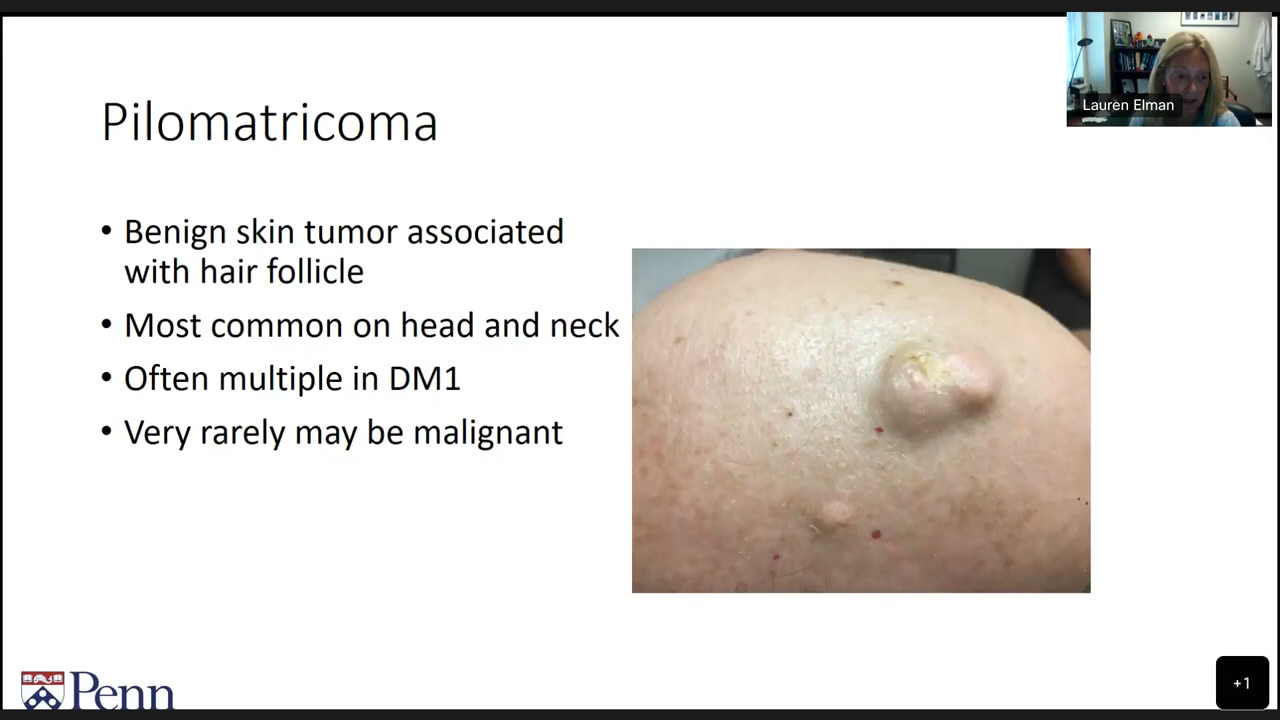 Lauren Elman
Pilomatricoma
• Benign skin tumor associated
with hair follicle
• Most common on head and neck
• Often multiple in DM1
• Very rarely may be malignant
Penn
+1